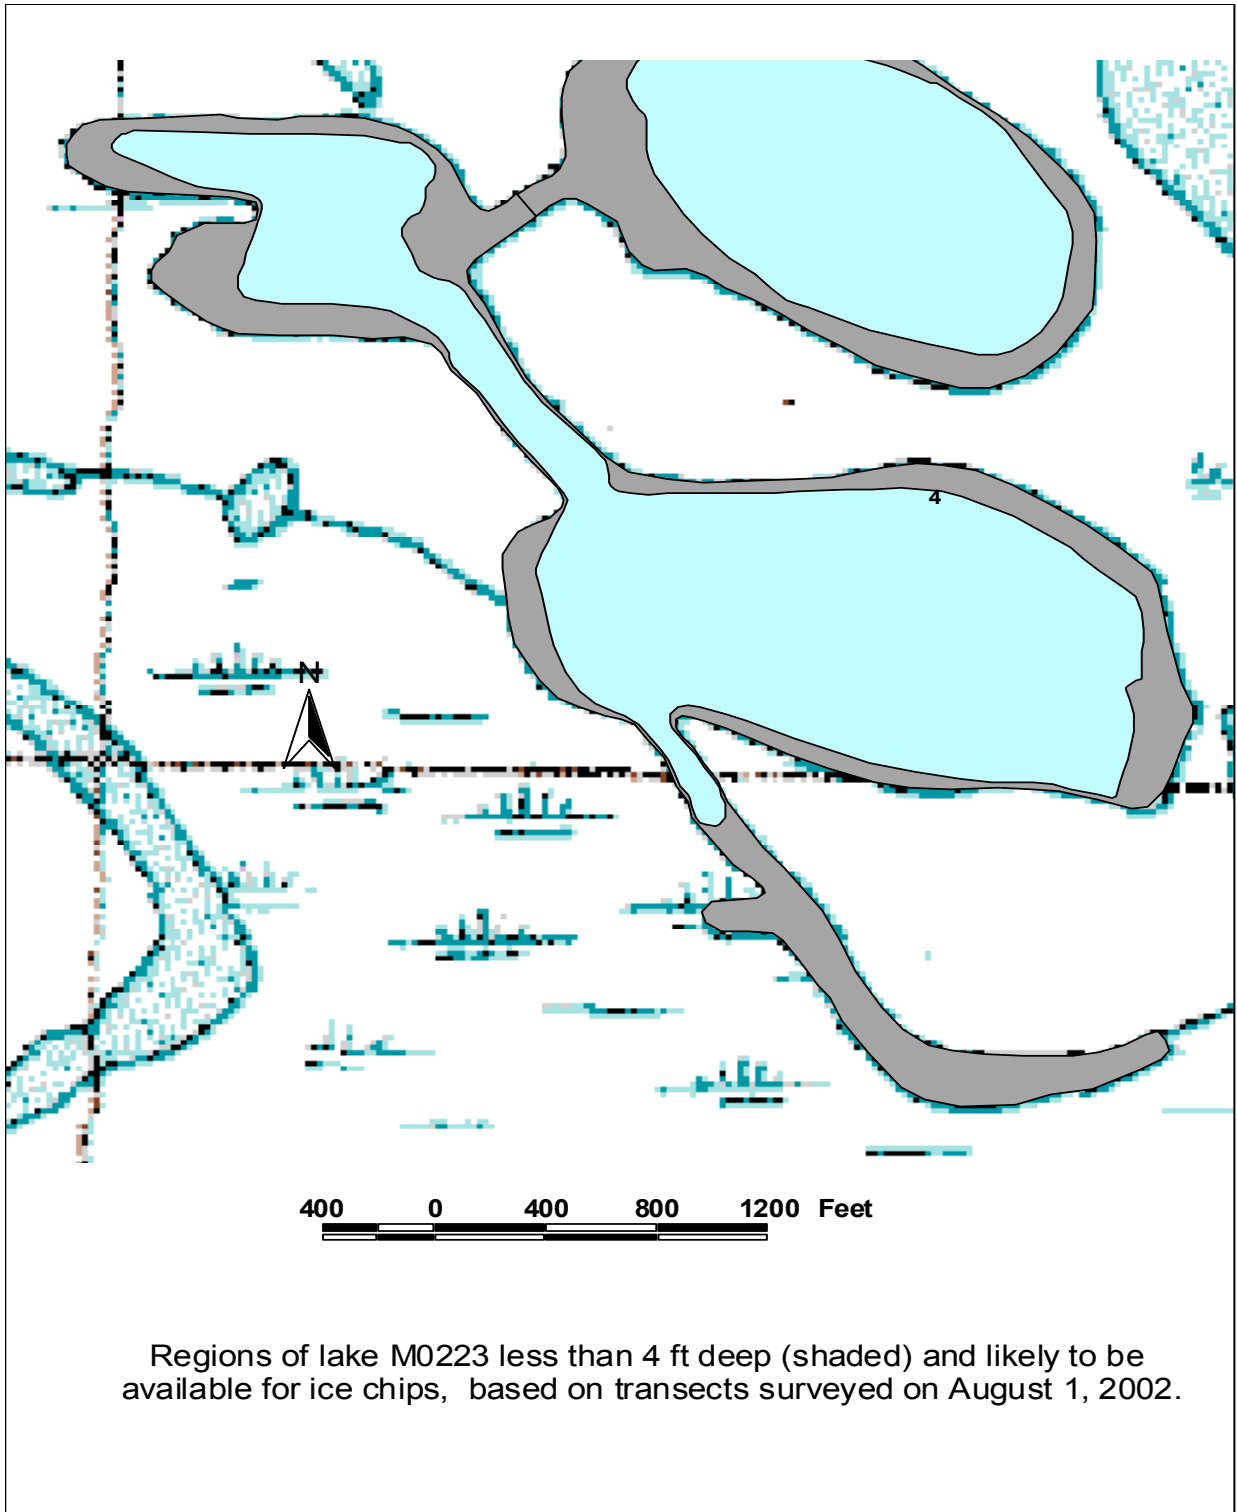 4
N
400 0 400 800 1200 Feet
Regions of lake M0223 less than 4 ft deep (shaded) and likely to be
available for ice chips, based on transects surveyed on August 1, 2002.